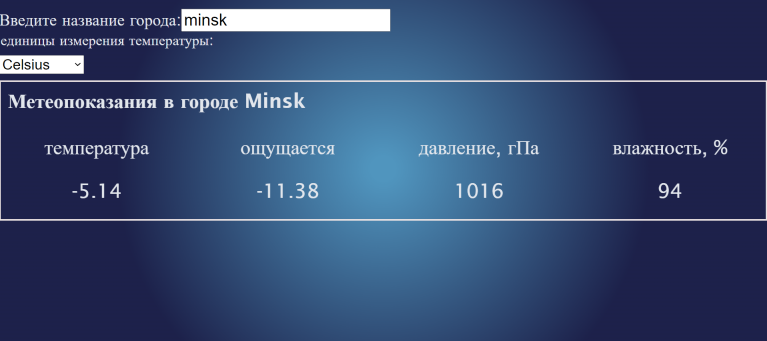 Введите название города: minsk
единицы измерения температуры:
Celsius
Метеопоказания в городе Minsk
температура ощущается давление, гПа влажность, %
-5.14 -11.38 1016 94